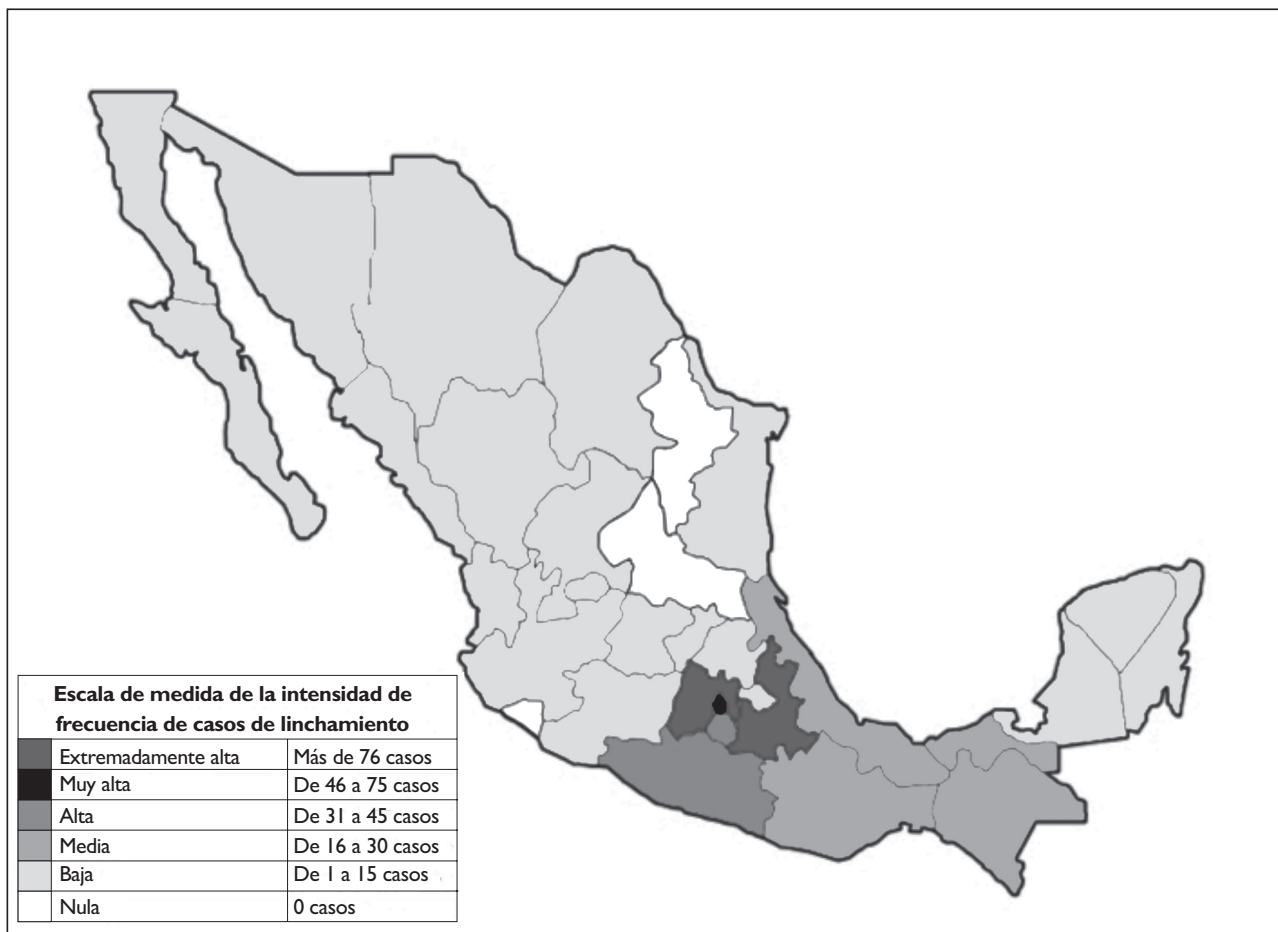 Escala de medida de la intensidad de
frecuencia de casos de linchamiento
Extremadamente alta Más de 76 casos
Muy alta De 46 a 75 casos
Alta De 31 a 45 casos
Media De 16 a 30 casos
Baja De 1 a 15 casos
Nula 0 casos